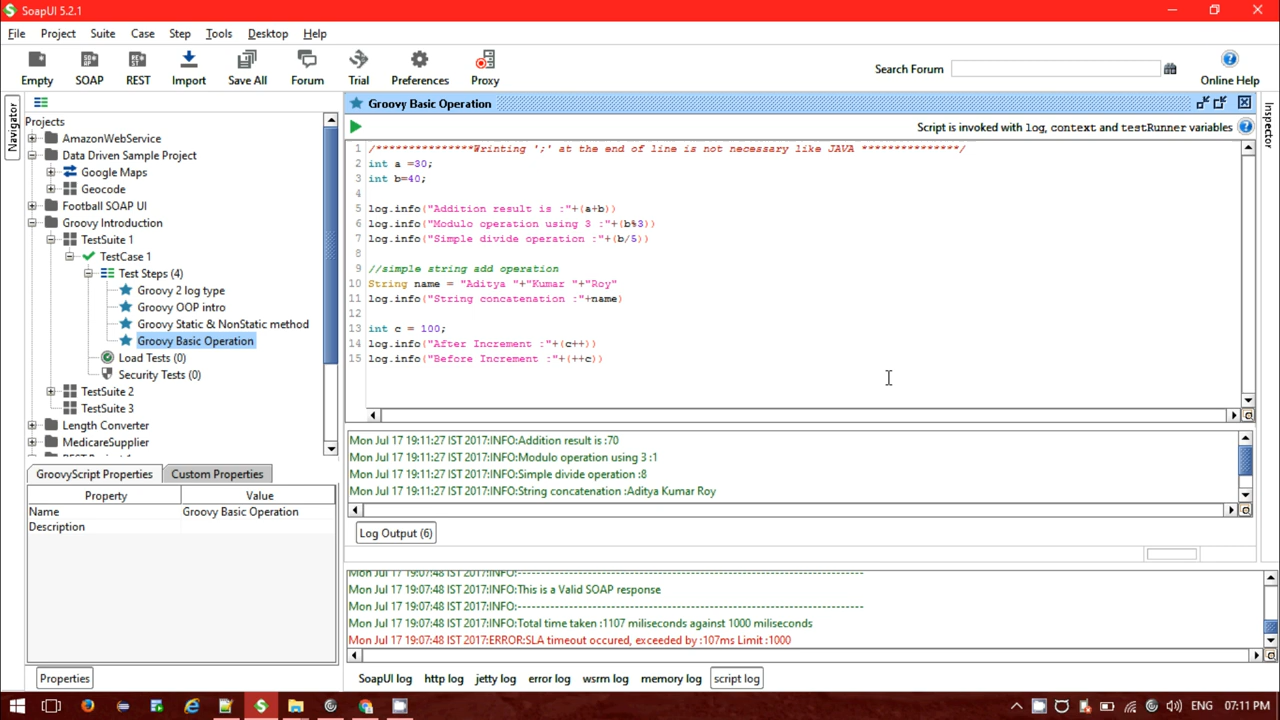 SoapUI 5.2.1
File Project Suite Case Step Tools Desktop Help
Empty SOAP REST Import Save All Forum Trial Preferences Proxy Search Forum Online Help
Navigator
Projects
AmazonWebService
Data Driven Sample Project
Google Maps
Geocode
Football SOAP UI
Groovy Introduction
TestSuite 1
TestCase 1
Test Steps (4)
Groovy 2 log type
Groovy OOP intro
Groovy Static & NonStatic method
Groovy Basic Operation
Load Tests (0)
Security Tests (0)
TestSuite 2
TestSuite 3
Length Converter
MedicareSupplier
GroovyScript Properties Custom Properties
Property Value
Name Groovy Basic Operation
Description
Properties
Groovy Basic Operation
Script is invoked with log, context and testRunner variables
Inspector
1 /***************Wrinting ';' at the end of line is not necessary like JAVA ***************/
2 int a =30;
3 int b=40;
4
5 log.info("Addition result is :"+(a+b))
6 log.info("Modulo operation using 3 :"+(b%3))
7 log.info("Simple divide operation :"+(b/5))
8
9 //simple string add operation
10 String name = "Aditya "+"Kumar "+"Roy"
11 log.info("String concatenation :"+name)
12
13 int c = 100;
14 log.info("After Increment :"+(c++))
15 log.info("Before Increment :"+(++c))
Mon Jul 17 19:11:27 IST 2017:INFO:Addition result is :70
Mon Jul 17 19:11:27 IST 2017:INFO:Modulo operation using 3 :1
Mon Jul 17 19:11:27 IST 2017:INFO:Simple divide operation :8
Mon Jul 17 19:11:27 IST 2017:INFO:String concatenation :Aditya Kumar Roy
Log Output (6)
Mon Jul 17 19:07:48 IST 2017:INFO:--------------------------------------------------------------------------
Mon Jul 17 19:07:48 IST 2017:INFO:This is a Valid SOAP response
Mon Jul 17 19:07:48 IST 2017:INFO:--------------------------------------------------------------------------
Mon Jul 17 19:07:48 IST 2017:INFO:Total time taken :1107 miliseconds against 1000 miliseconds
Mon Jul 17 19:07:48 IST 2017:ERROR:SLA timeout occured, exceeded by :107ms Limit :1000
SoapUI log http log jetty log error log wsrm log memory log script log
ENG 07:11 PM